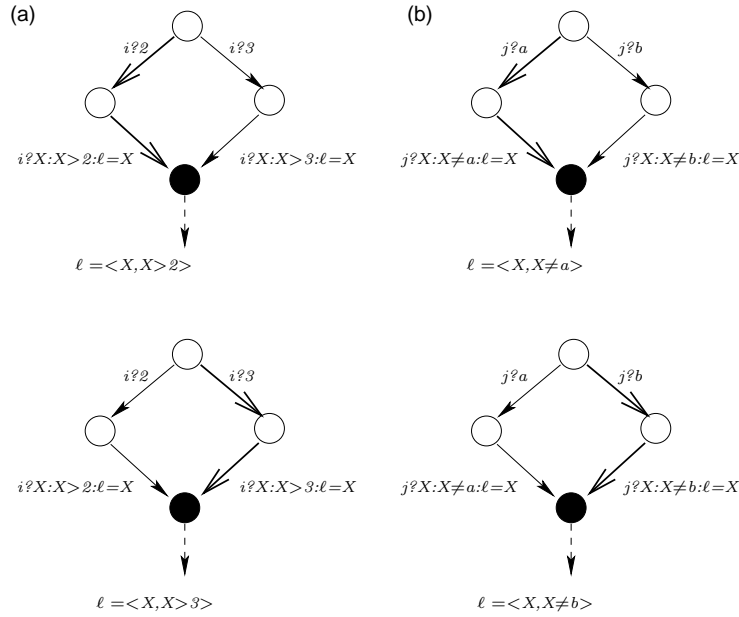 (a)
(b)
i?2
i?3
j?a
j?b
i?X:X>2:ℓ=X
i?X:X>3:ℓ=X
j?X:X≠a:ℓ=X
j?X:X≠b:ℓ=X
ℓ=<X,X>2>
ℓ=<X,X≠a>
i?2
i?3
j?a
j?b
i?X:X>2:ℓ=X
i?X:X>3:ℓ=X
j?X:X≠a:ℓ=X
j?X:X≠b:ℓ=X
ℓ=<X,X>3>
ℓ=<X,X≠b>